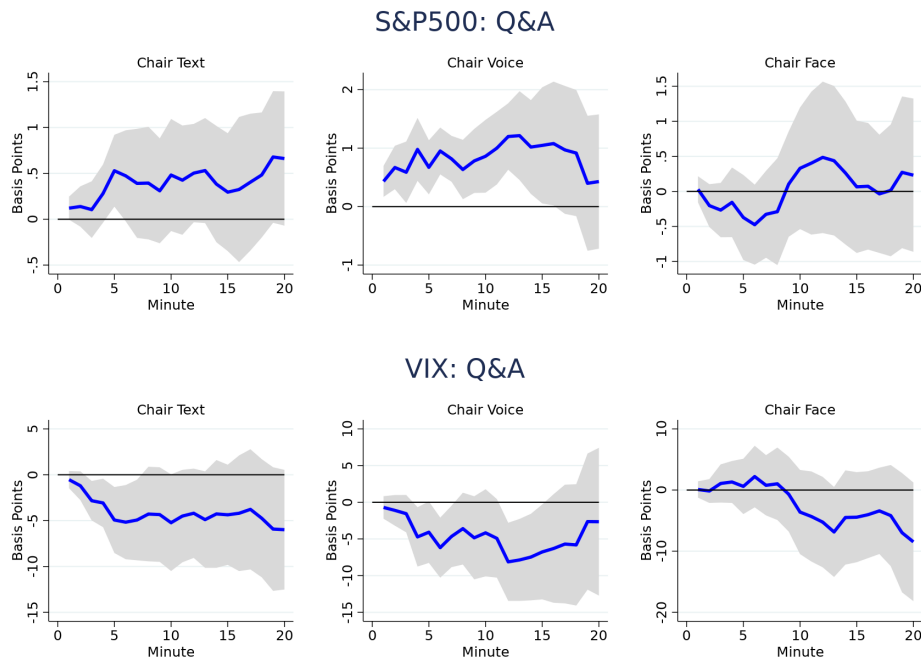 S&P500: Q&A
Chair Text
Chair Voice
Chair Face
Basis Points
1.5
1
.5
0
-.5
0 5 10 15 20
Minute
Basis Points
2
1
0
-1
0 5 10 15 20
Minute
Basis Points
1.5
1
.5
0
-.5
-1
0 5 10 15 20
Minute
VIX: Q&A
Chair Text
Chair Voice
Chair Face
Basis Points
5
0
-5
-10
-15
0 5 10 15 20
Minute
Basis Points
10
5
0
-5
-10
-15
0 5 10 15 20
Minute
Basis Points
10
0
-10
-20
0 5 10 15 20
Minute